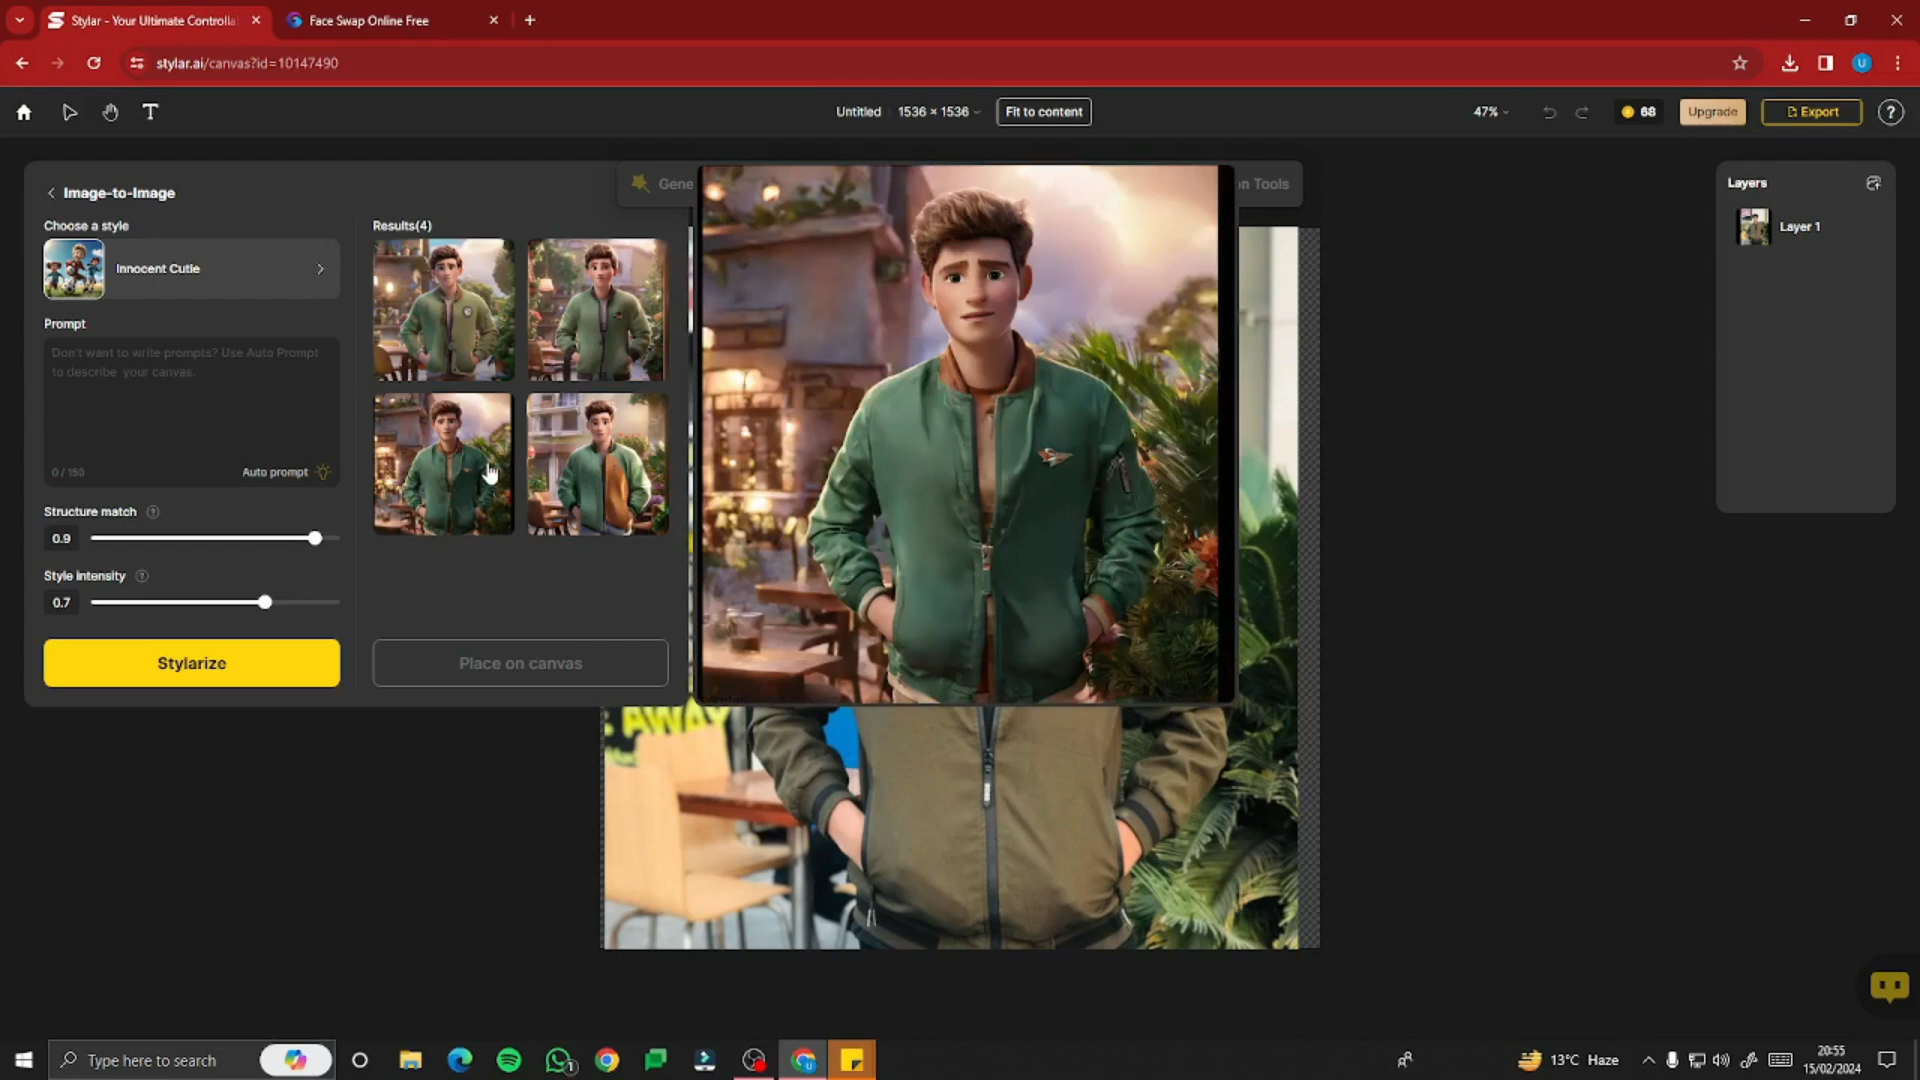 Stylar - Your Ultimate Controlla
Face Swap Online Free
stylar.ai/canvas?id=10147490
Untitled 1536 × 1536 Fit to content
47%
68
Upgrade
Export
?
Image-to-Image
Choose a style
Innocent Cutie
Prompt
Don't want to write prompts? Use Auto Prompt
to describe your canvas.
0 / 150
Auto prompt
Structure match ?
0.9
Style intensity ?
0.7
Stylarize
Results(4)
Place on canvas
Gene
on Tools
AWAY
Layers
Layer 1
Type here to search
1
U
13°C Haze
20:55
15/02/2024